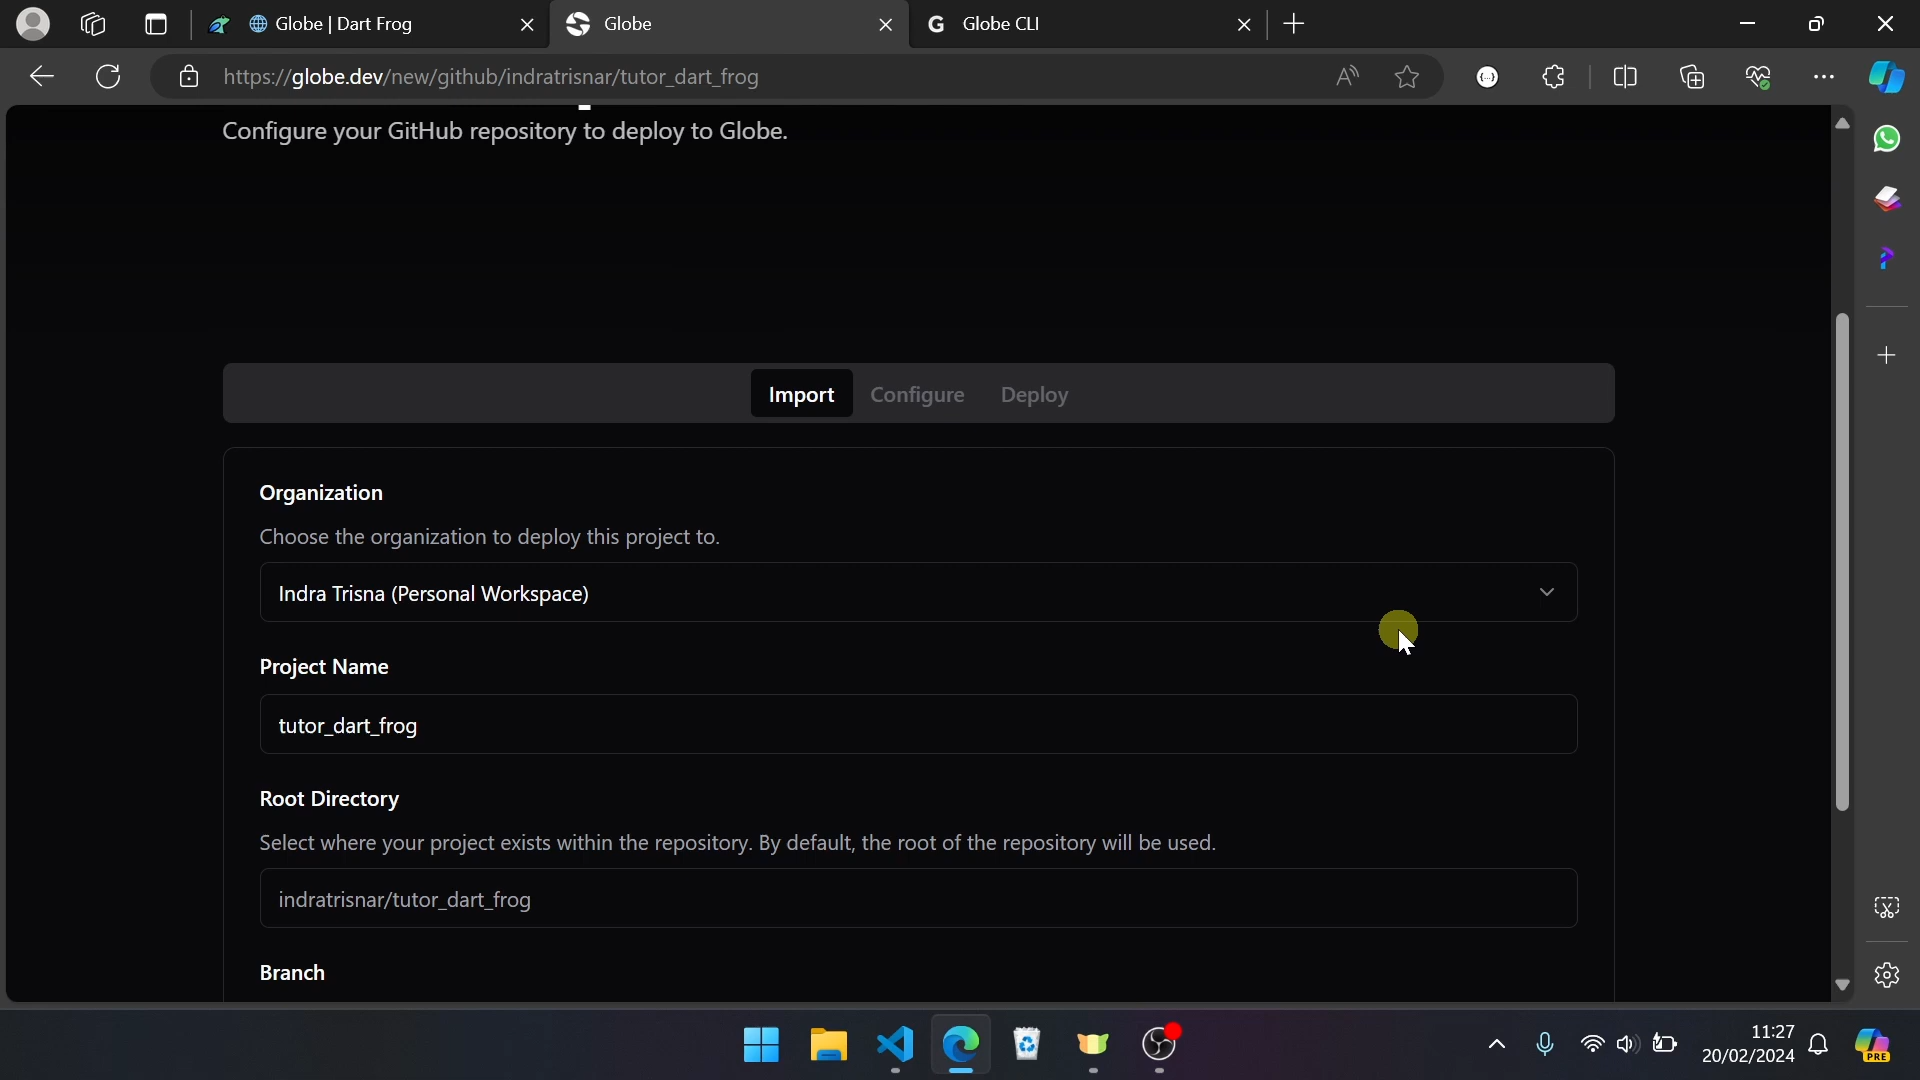 Globe | Dart Frog
Globe
Globe CLI
https://globe.dev/new/github/indratrisnar/tutor_dart_frog
Configure your GitHub repository to deploy to Globe.
Import
Configure
Deploy
Organization
Choose the organization to deploy this project to.
Indra Trisna (Personal Workspace)
Project Name
tutor_dart_frog
Root Directory
Select where your project exists within the repository. By default, the root of the repository will be used.
indratrisnar/tutor_dart_frog
Branch
11:27
20/02/2024
PRE